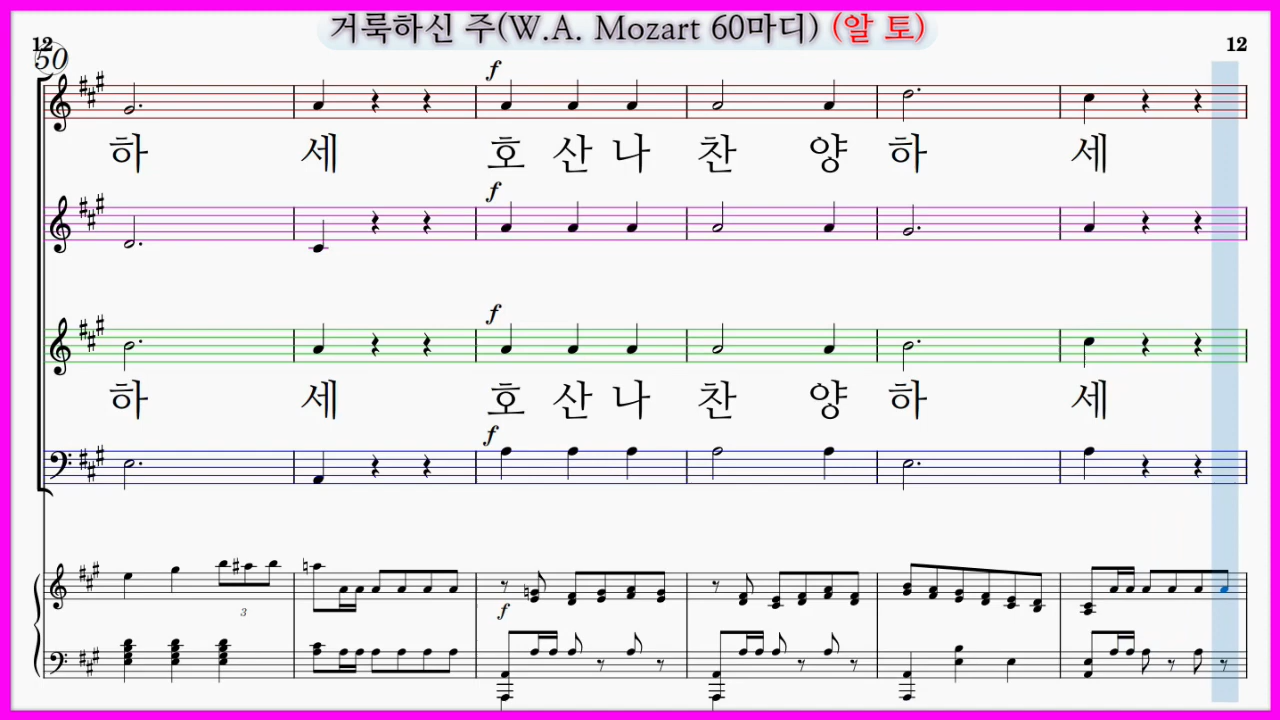 거룩하신 주(W.A. Mozart 60마디) (알 토)
12
12
50
f
하 세 호 산 나 찬 양 하 세
f
f
하 세 호 산 나 찬 양 하 세
f
3
f